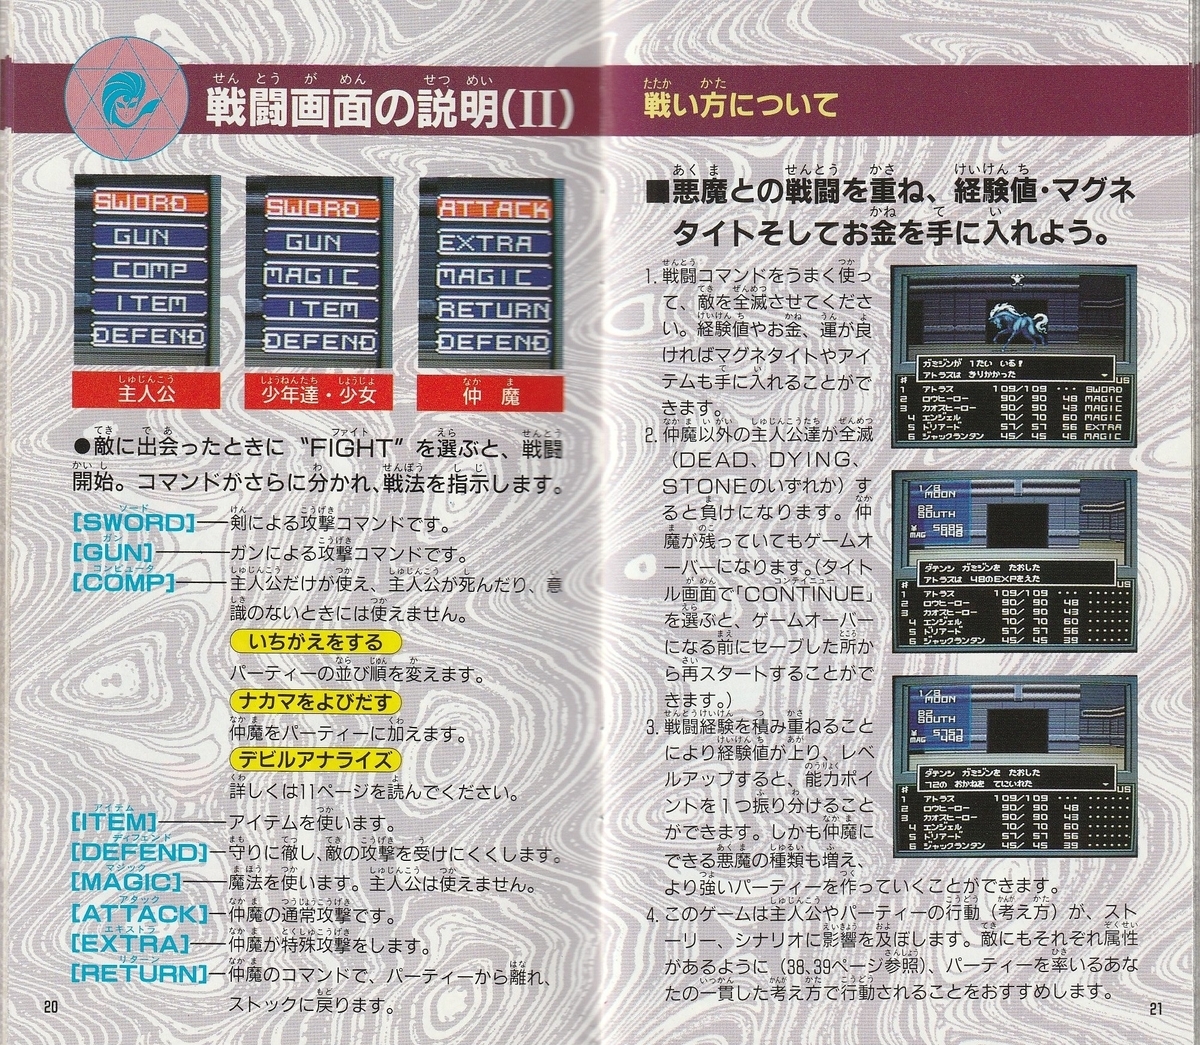 戦闘画面の説明(II)
SWORD
GUN
COMP
ITEM
DEFEND
主人公
SWORD
GUN
MAGIC
ITEM
DEFEND
少年達・少女
ATTACK
EXTRA
MAGIC
RETURN
DEFEND
仲魔
●敵に出会ったときに “FIGHT” を選ぶと、戦闘
開始。コマンドがさらに分かれ、戦法を指示します。
[SWORD]―剣による攻撃コマンドです。
[GUN]―ガンによる攻撃コマンドです。
[COMP]―主人公だけが使え、主人公が死んだり、意
識のないときには使えません。
いちがえをする
パーティーの並び順を変えます。
ナカマをよびだす
仲魔をパーティーに加えます。
デビルアナライズ
詳しくは11ページを読んでください。
[ITEM]―アイテムを使います。
[DEFEND]―守りに徹し、敵の攻撃を受けにくくします。
[MAGIC]―魔法を使います。主人公は使えません。
[ATTACK]―仲魔の通常攻撃です。
[EXTRA]―仲魔が特殊攻撃をします。
[RETURN]―仲魔のコマンドで、パーティーから離れ、
ストックに戻ります。
20
戦い方について
■悪魔との戦闘を重ね、経験値・マグネ
タイトそしてお金を手に入れよう。
1. 戦闘コマンドをうまく使っ
て、敵を全滅させてくださ
い。経験値やお金、運が良
ければマグネタイトやアイ
テムも手に入れることがで
きます。
2. 仲魔以外の主人公達が全滅
(DEAD、DYING、
STONEのいずれか)す
ると負けになります。仲
魔が残っていてもゲームオ
ーバーになります。(タイト
ル画面で「CONTINUE」
を選ぶと、ゲームオーバー
になる前にセーブした所か
ら再スタートすることがで
きます。)
3. 戦闘経験を積み重ねること
により経験値が上り、レベ
ルアップすると、能力ポイ
ントを1つ振り分けること
ができます。しかも仲魔に
できる悪魔の種類も増え、
より強いパーティーを作っていくことができます。
4. このゲームは主人公やパーティーの行動(考え方)が、スト
ーリー、シナリオに影響を及ぼします。敵にもそれぞれ属性
があるように(38,39ページ参照)、パーティーを率いるあな
たの一貫した考え方で行動されることをおすすめします。
ガミジンが 1たい いる!
アトラスは きりかかった
# US
1 アトラス 109/109 ・・・ SWORD
2 ロウヒーロー 90/ 90 48 MAGIC
3 カオスヒーロー 90/ 90 43 MAGIC
4 エンジェル 70/ 70 60 MAGIC
5 ドリアード 57/ 57 56 EXTRA
6 ジャックランタン 45/ 45 46 MAGIC
1/8
MOON
02
SOUTH
¥ 5685
MAG 448
ダテンシ ガミジンを たおした
アトラスは 48のEXPをえた
# US
1 アトラス 109/109 ・・・
2 ロウヒーロー 90/ 90 48
3 カオスヒーロー 90/ 90 43
4 エンジェル 70/ 70 60
5 ドリアード 57/ 57 56
6 ジャックランタン 45/ 45 39
1/8
MOON
02
SOUTH
¥ 5757
MAG 448
ダテンシ ガミジンを たおした
72の おかねを てにいれた
# US
1 アトラス 109/109 ・・・
2 ロウヒーロー 90/ 90 48
3 カオスヒーロー 90/ 90 43
4 エンジェル 70/ 70 60
5 ドリアード 57/ 57 56
6 ジャックランタン 45/ 45 39
21